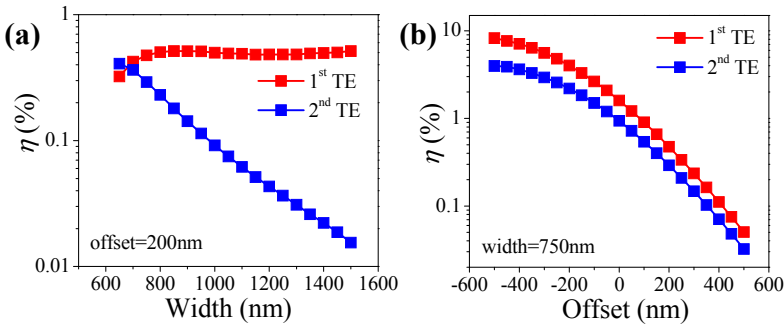 (a)
η (%)
1
0.1
0.01
1st TE
2nd TE
offset=200nm
600 800 1000 1200 1400 1600
Width (nm)
(b)
η (%)
10
1
0.1
1st TE
2nd TE
width=750nm
-600 -400 -200 0 200 400 600
Offset (nm)